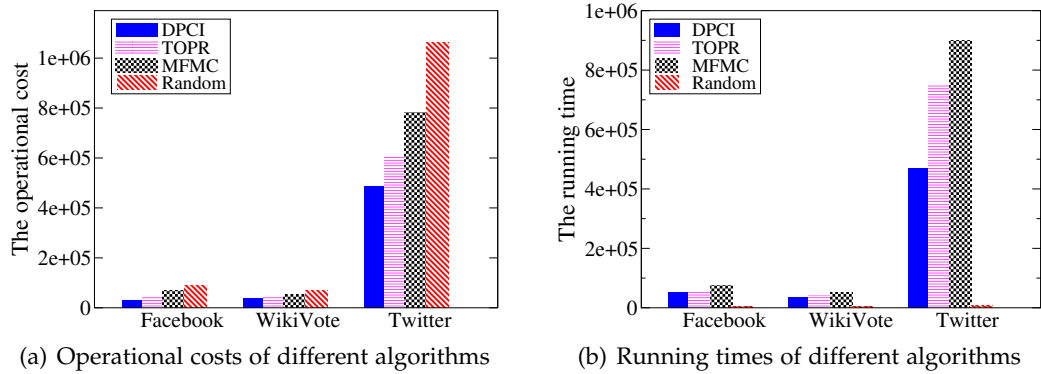 The operational cost
1e+06
8e+05
6e+05
4e+05
2e+05
0
DPCI
TOPR
MFMC
Random
Facebook WikiVote Twitter
(a) Operational costs of different algorithms
The running time
1e+06
8e+05
6e+05
4e+05
2e+05
0
DPCI
TOPR
MFMC
Random
Facebook WikiVote Twitter
(b) Running times of different algorithms